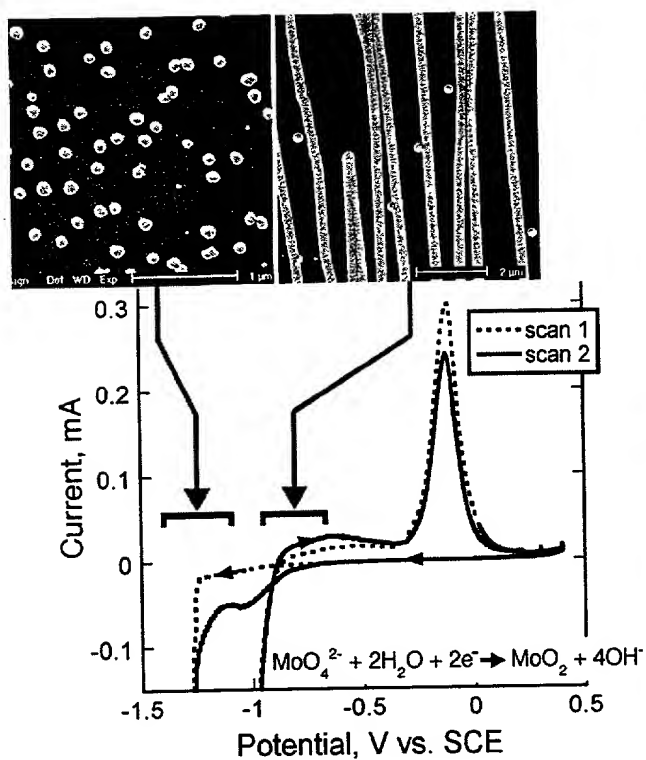 ign Dot WD Exp 1 μm
2 μm
0.3
0.2
0.1
0
-0.1
Current, mA
scan 1
scan 2
MoO₄²⁻ + 2H₂O + 2e⁻ → MoO₂ + 4OH⁻
-1.5 -1 -0.5 0 0.5
Potential, V vs. SCE